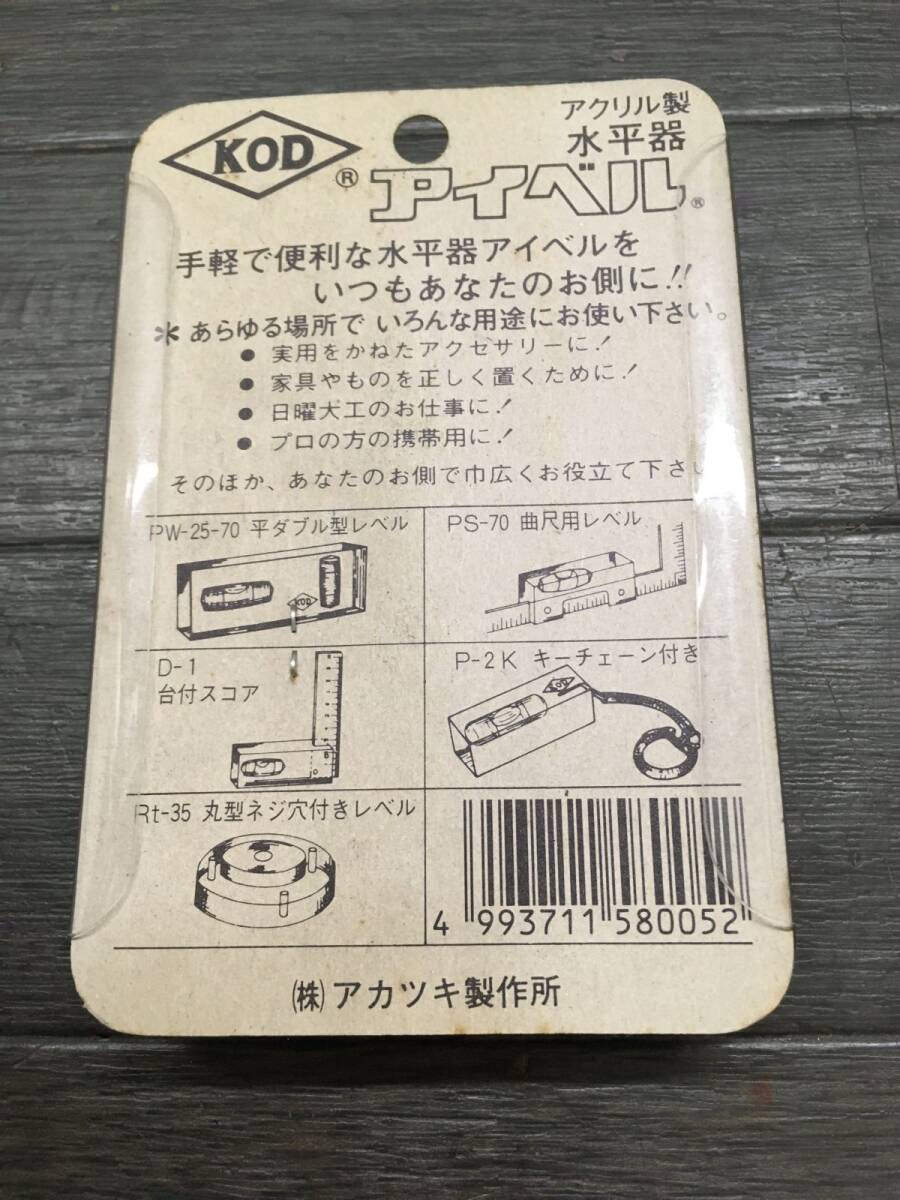 KOD
®
アクリル製
水平器
アイベル®
手軽で便利な水平器アイベルを
いつもあなたのお側に!!
＊あらゆる場所で いろんな用途にお使い下さい。
● 実用をかねたアクセサリーに!
● 家具やものを正しく置くために!
● 日曜大工のお仕事に!
● プロの方の携帯用に!
そのほか、あなたのお側で巾広くお役立て下さい
PW-25-70 平ダブル型レベル
KOD
PS-70 曲尺用レベル
D-1
台付スコア
P-2K キーチェーン付き
KOD
Rt-35 丸型ネジ穴付きレベル
4 993711 580052
㈱アカツキ製作所